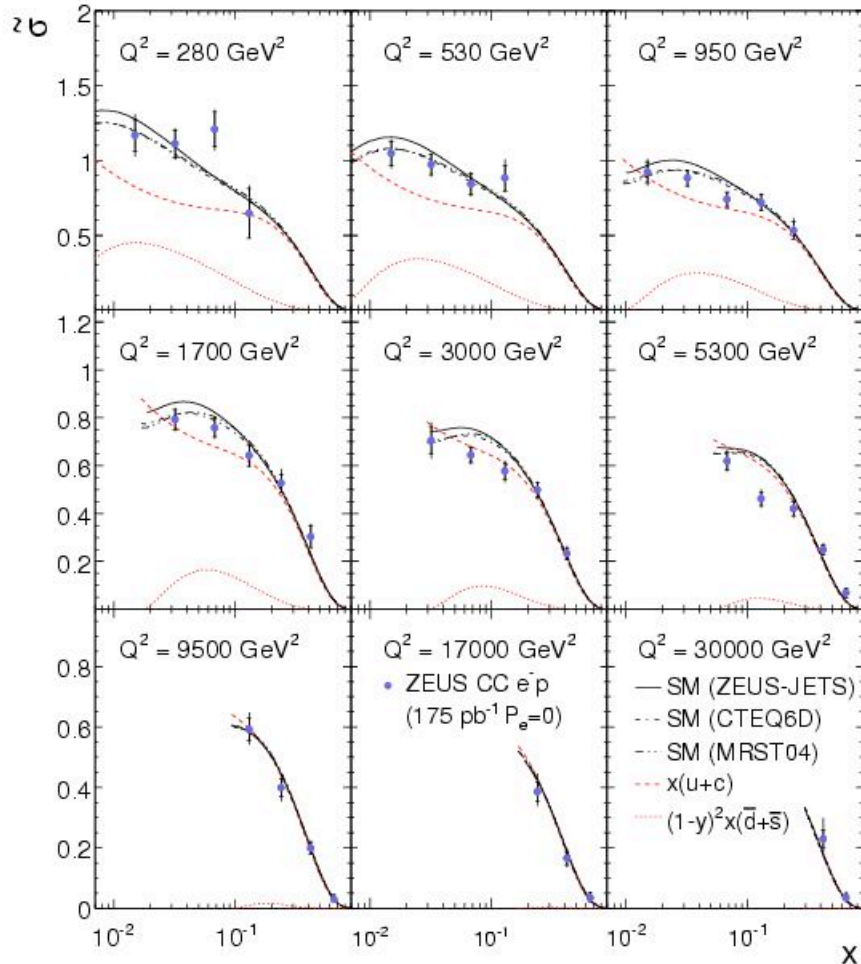 σ̃
2
1.5
1
0.5
Q² = 280 GeV²
Q² = 530 GeV²
Q² = 950 GeV²
1.2
1
0.8
0.6
0.4
0.2
Q² = 1700 GeV²
Q² = 3000 GeV²
Q² = 5300 GeV²
0.8
0.6
0.4
0.2
0
Q² = 9500 GeV²
Q² = 17000 GeV²
ZEUS CC e⁻p
(175 pb⁻¹ Pₑ=0)
Q² = 30000 GeV²
SM (ZEUS-JETS)
SM (CTEQ6D)
SM (MRST04)
x(u+c)
(1-y)²x(d̅+s̅)
10⁻² 10⁻¹ 10⁻² 10⁻¹ 10⁻² 10⁻¹
x